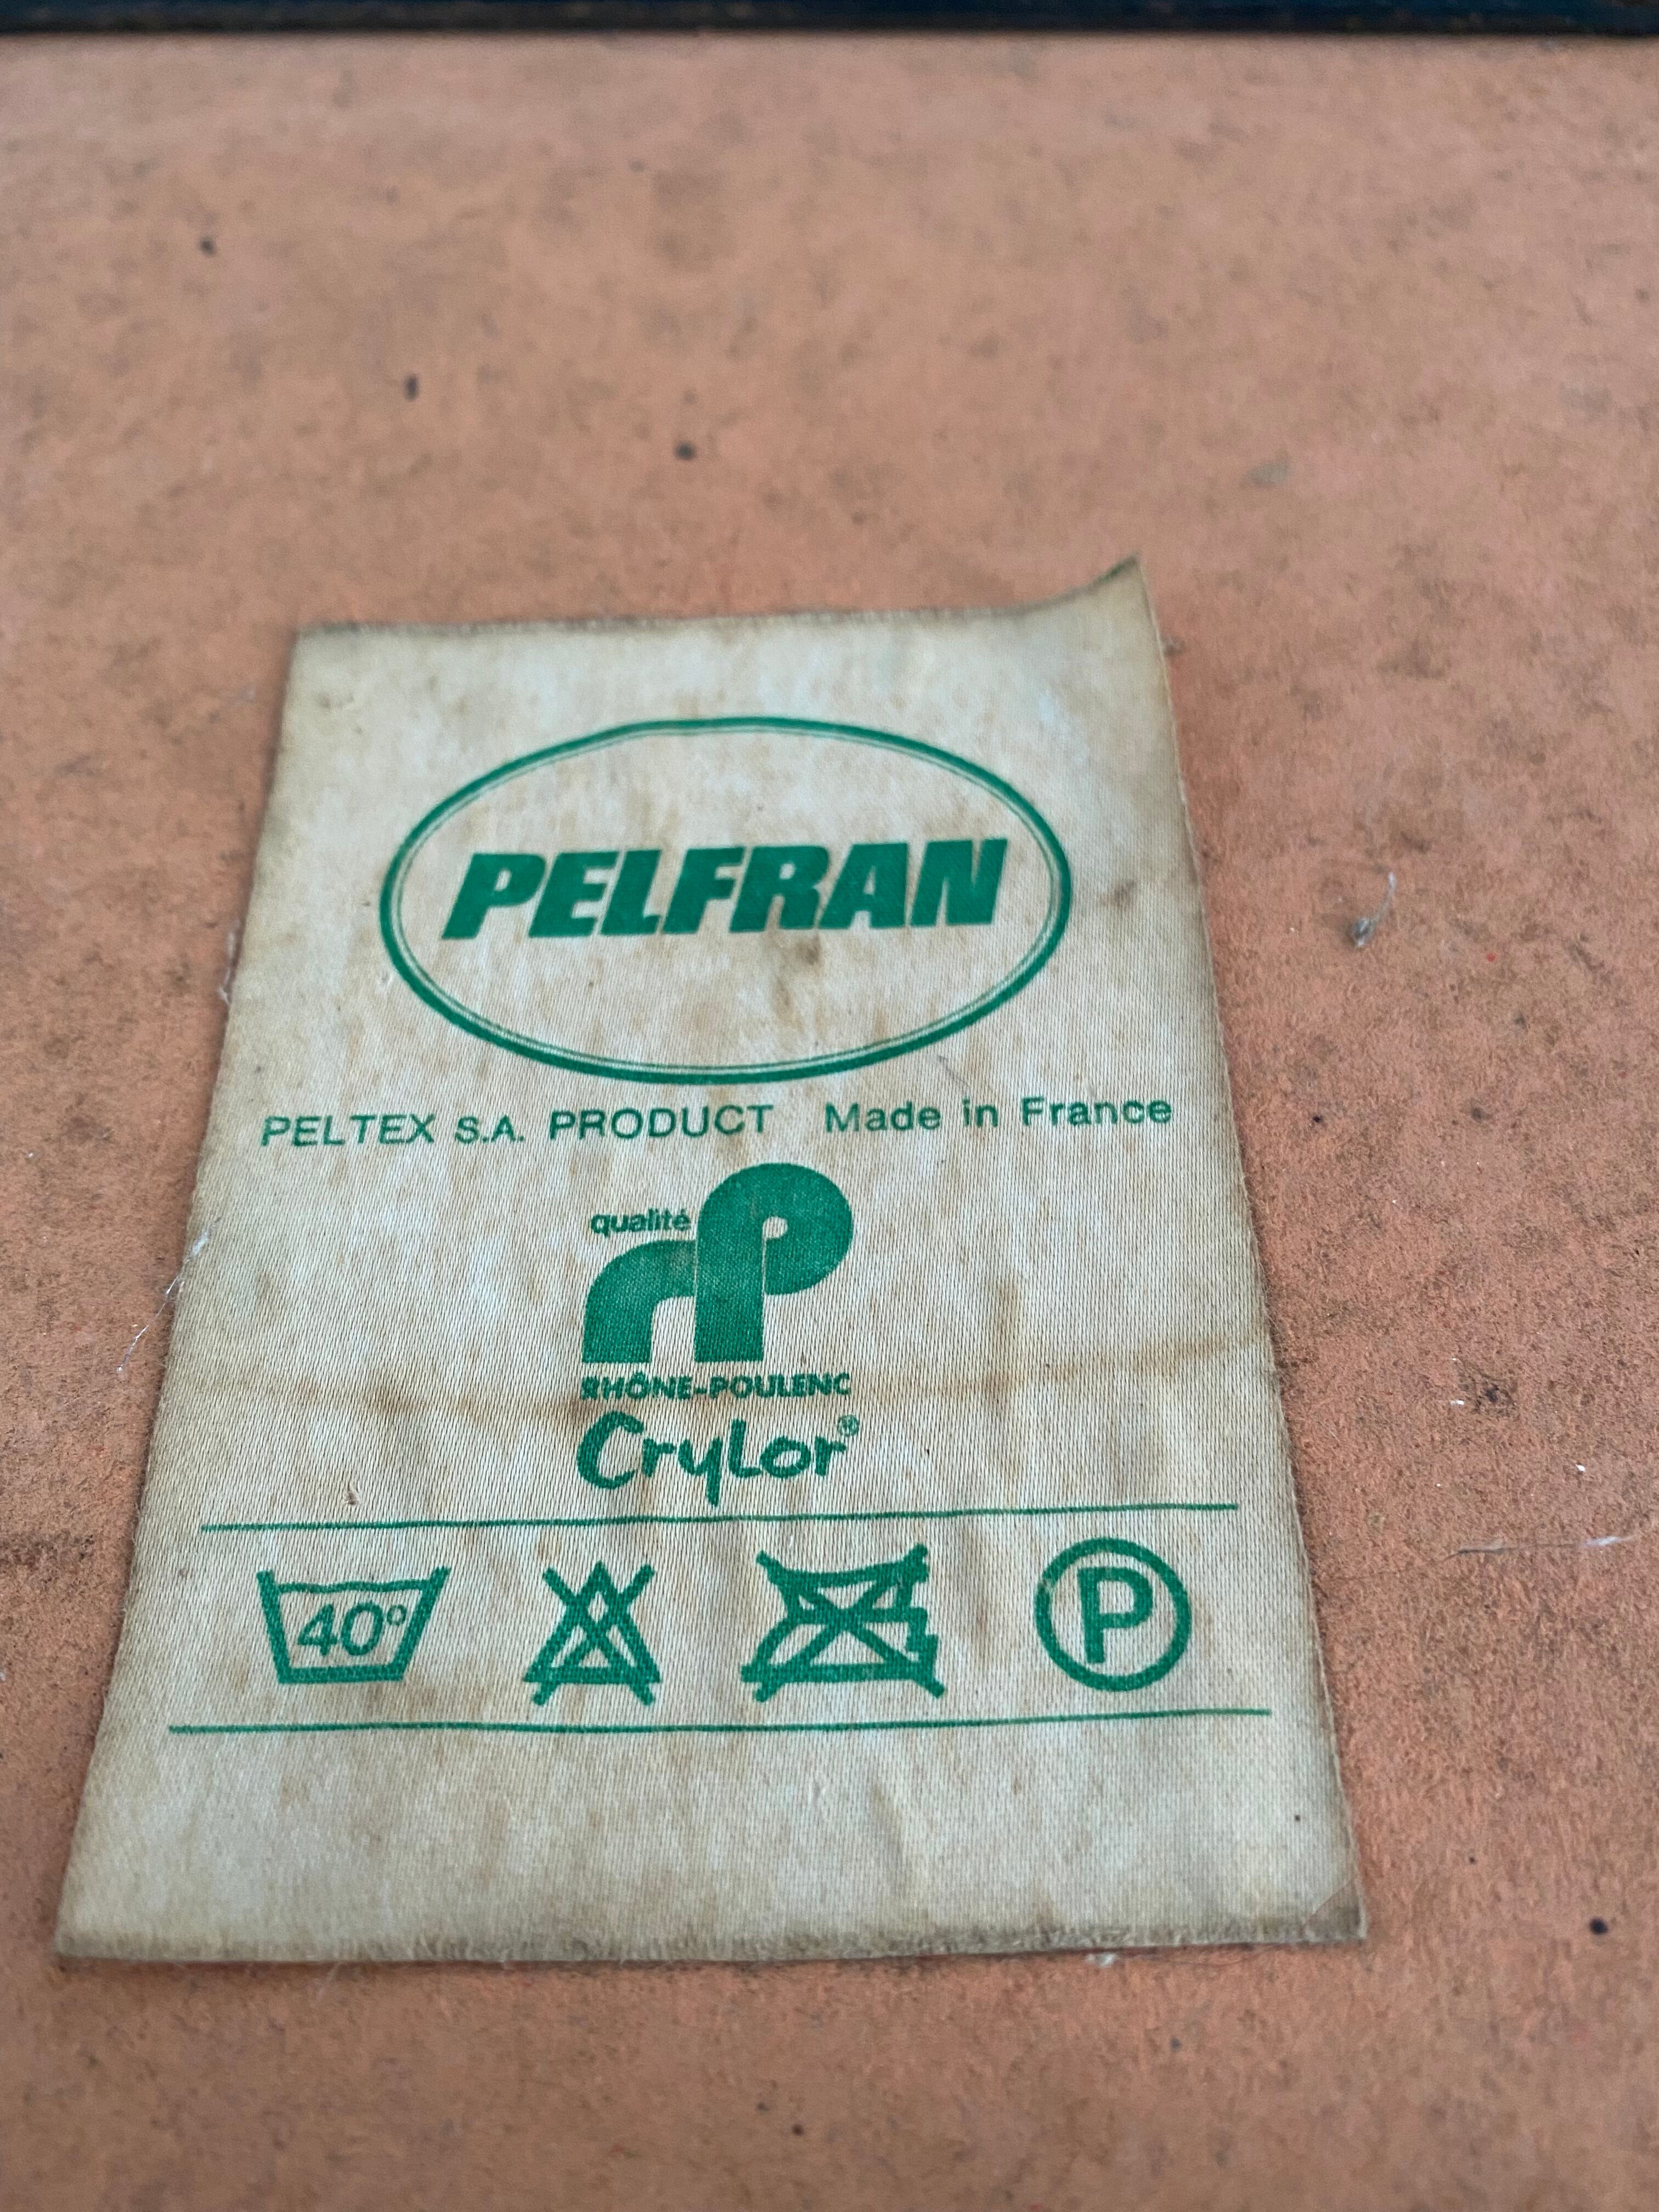 PELFRAN
PELTEX S.A. PRODUCT Made in France
qualité
RHÔNE-POULENC
Crylor®
40°
P